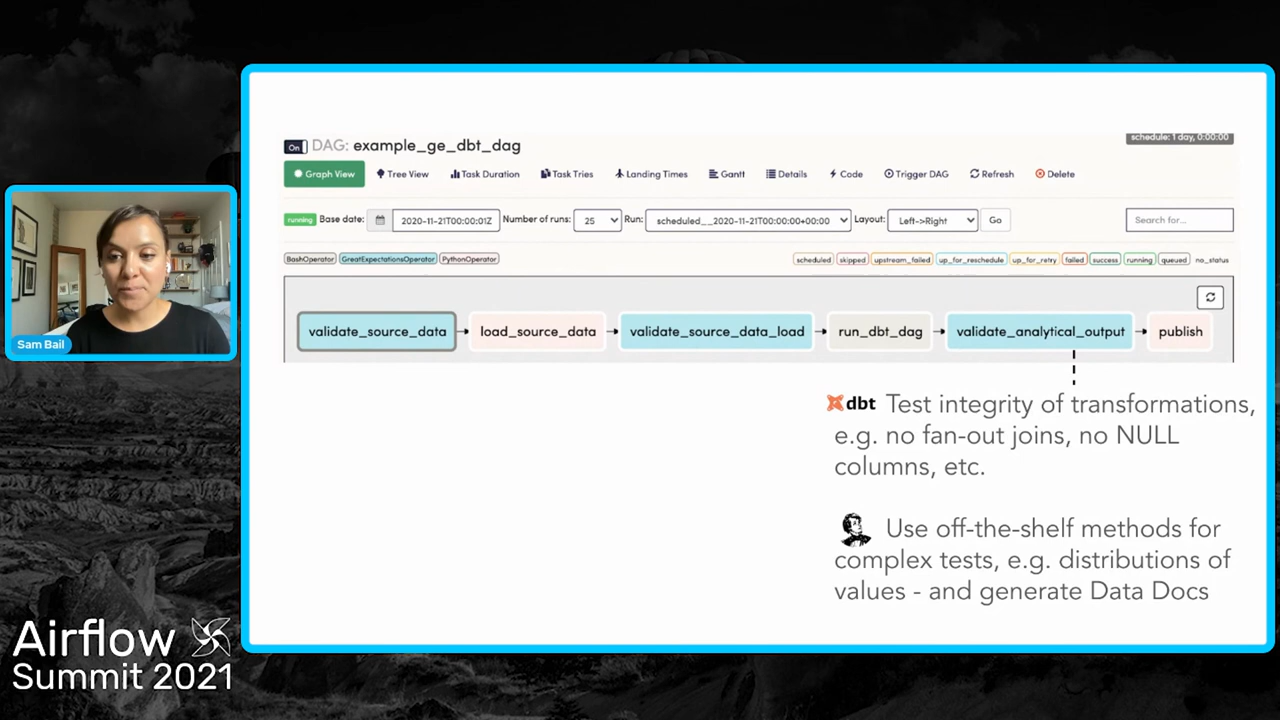 schedule: 1 day, 0:00:00
On DAG: example_ge_dbt_dag
Graph View Tree View Task Duration Task Tries Landing Times Gantt Details Code Trigger DAG Refresh Delete
running Base date: 2020-11-21T00:00:01Z Number of runs: 25 Run: scheduled__2020-11-21T00:00:00+00:00 Layout: Left->Right Go Search for...
BashOperator GreatExpectationsOperator PythonOperator scheduled skipped upstream_failed up_for_reschedule up_for_retry failed success running queued no_status
validate_source_data load_source_data validate_source_data_load run_dbt_dag validate_analytical_output publish
dbt Test integrity of transformations,
e.g. no fan-out joins, no NULL
columns, etc.
Use off-the-shelf methods for
complex tests, e.g. distributions of
values - and generate Data Docs
Sam Bail
Airflow
Summit 2021